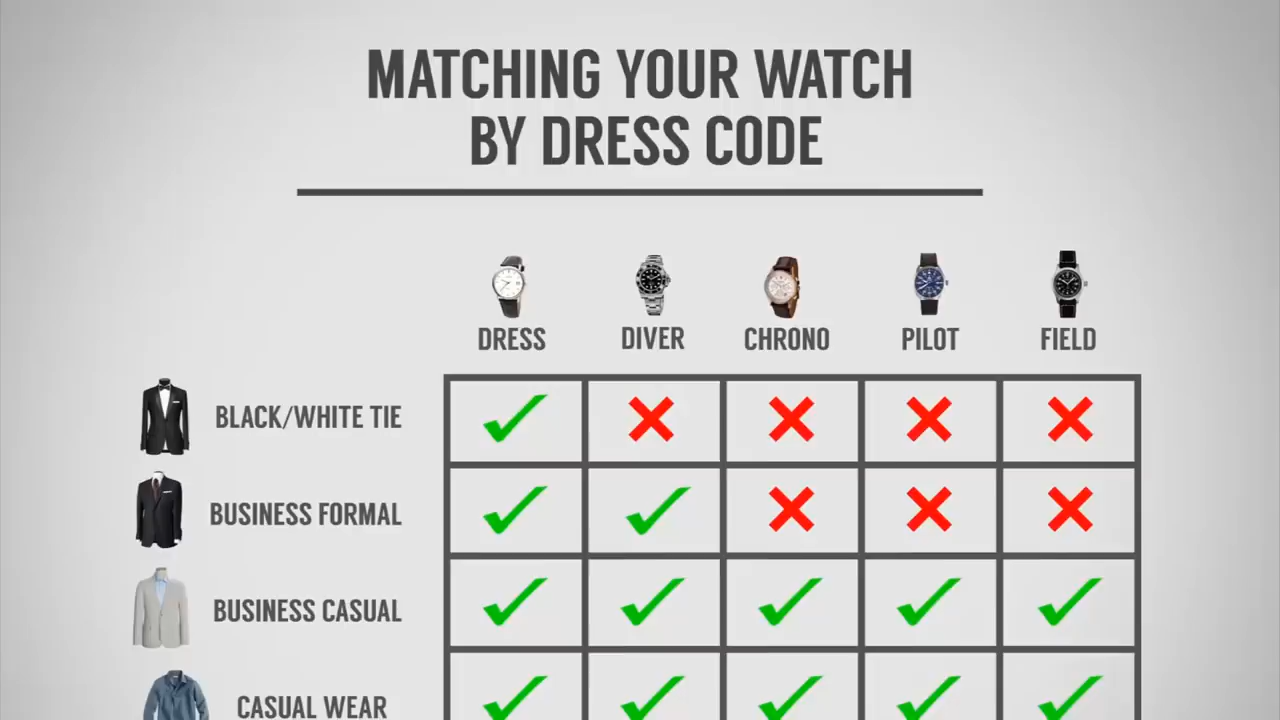 MATCHING YOUR WATCH
BY DRESS CODE
DRESS
DIVER
CHRONO
PILOT
FIELD
BLACK/WHITE TIE
BUSINESS FORMAL
BUSINESS CASUAL
CASUAL WEAR